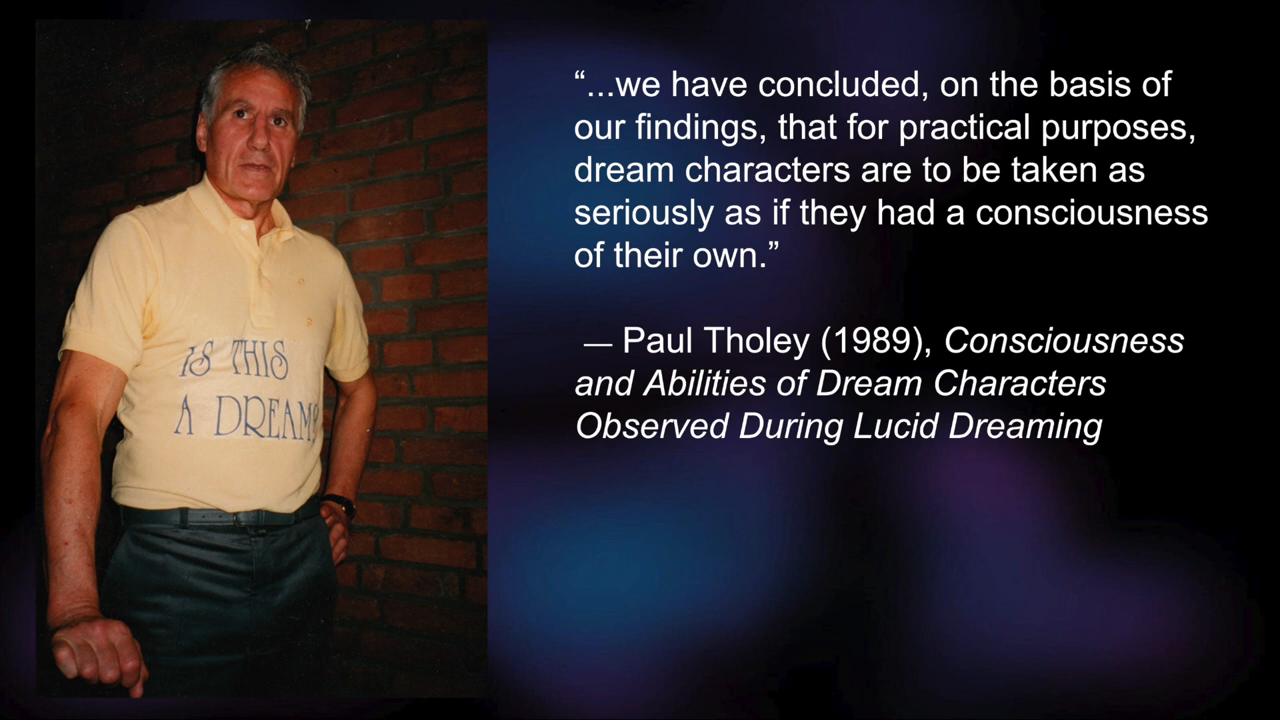 IS THIS
A DREAM?
“...we have concluded, on the basis of
our findings, that for practical purposes,
dream characters are to be taken as
seriously as if they had a consciousness
of their own.”
— Paul Tholey (1989), Consciousness
and Abilities of Dream Characters
Observed During Lucid Dreaming